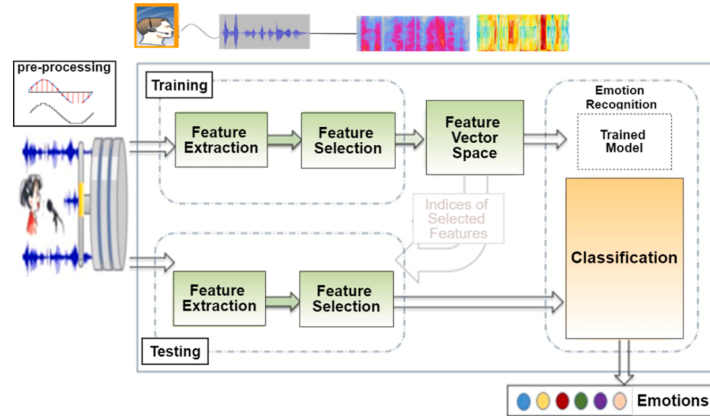 pre-processing
Training
Feature
Extraction
Feature
Selection
Feature
Vector
Space
Emotion
Recognition
Trained
Model
Indices of
Selected
Features
Classification
Feature
Extraction
Feature
Selection
Testing
Emotions